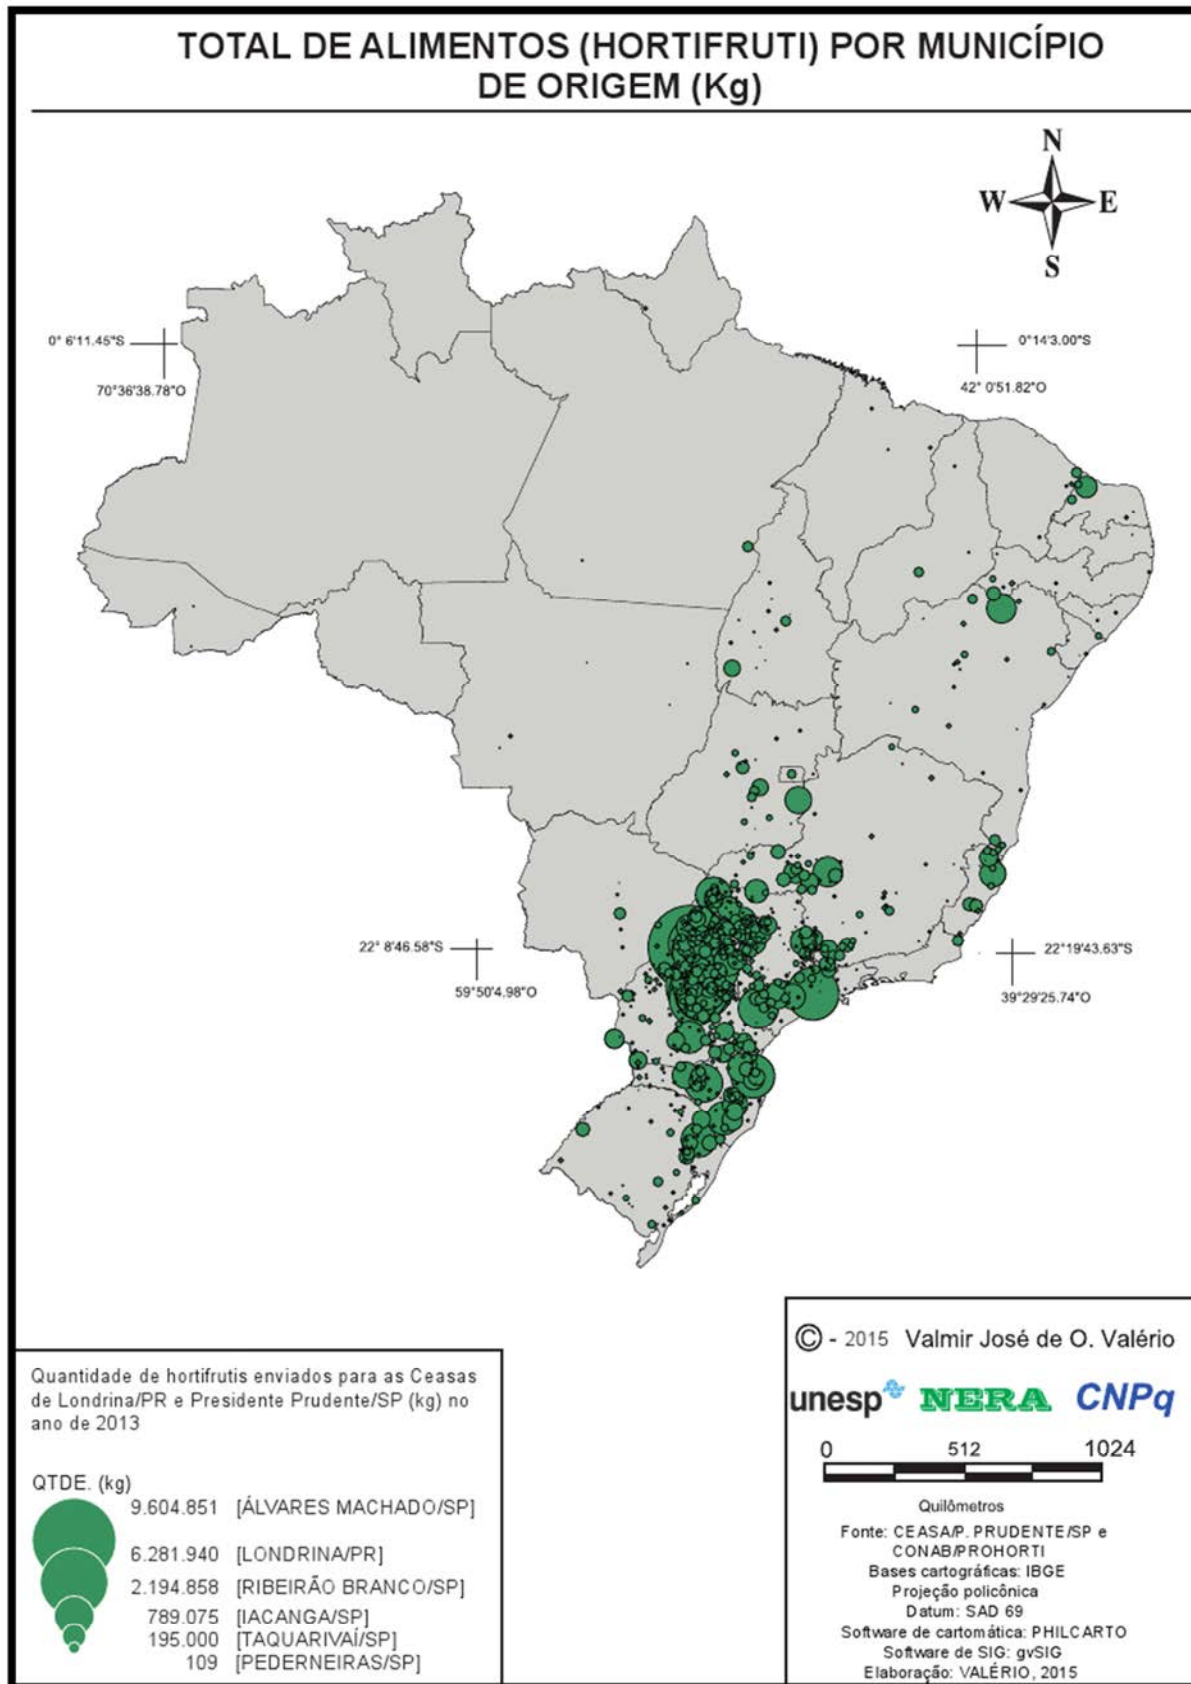 TOTAL DE ALIMENTOS (HORTIFRUTI) POR MUNICÍPIO
DE ORIGEM (Kg)
N
W
E
S
0° 6'11.45"S
70°36'38.78"O
0°14'3.00"S
42° 0'51.82"O
22° 8'46.58"S
59°50'4.98"O
22°19'43.63"S
39°29'25.74"O
Quantidade de hortifrutis enviados para as Ceasas
de Londrina/PR e Presidente Prudente/SP (kg) no
ano de 2013
QTDE. (kg)
9.604.851 [ÁLVARES MACHADO/SP]
6.281.940 [LONDRINA/PR]
2.194.858 [RIBEIRÃO BRANCO/SP]
789.075 [IACANGA/SP]
195.000 [TAQUARIVAÍ/SP]
109 [PEDERNEIRAS/SP]
© - 2015 Valmir José de O. Valério
unesp NERA CNPq
0 512 1024
Quilômetros
Fonte: CEASA/P. PRUDENTE/SP e
CONAB/PROHORTI
Bases cartográficas: IBGE
Projeção policônica
Datum: SAD 69
Software de cartomática: PHILCARTO
Software de SIG: gvSIG
Elaboração: VALÉRIO, 2015